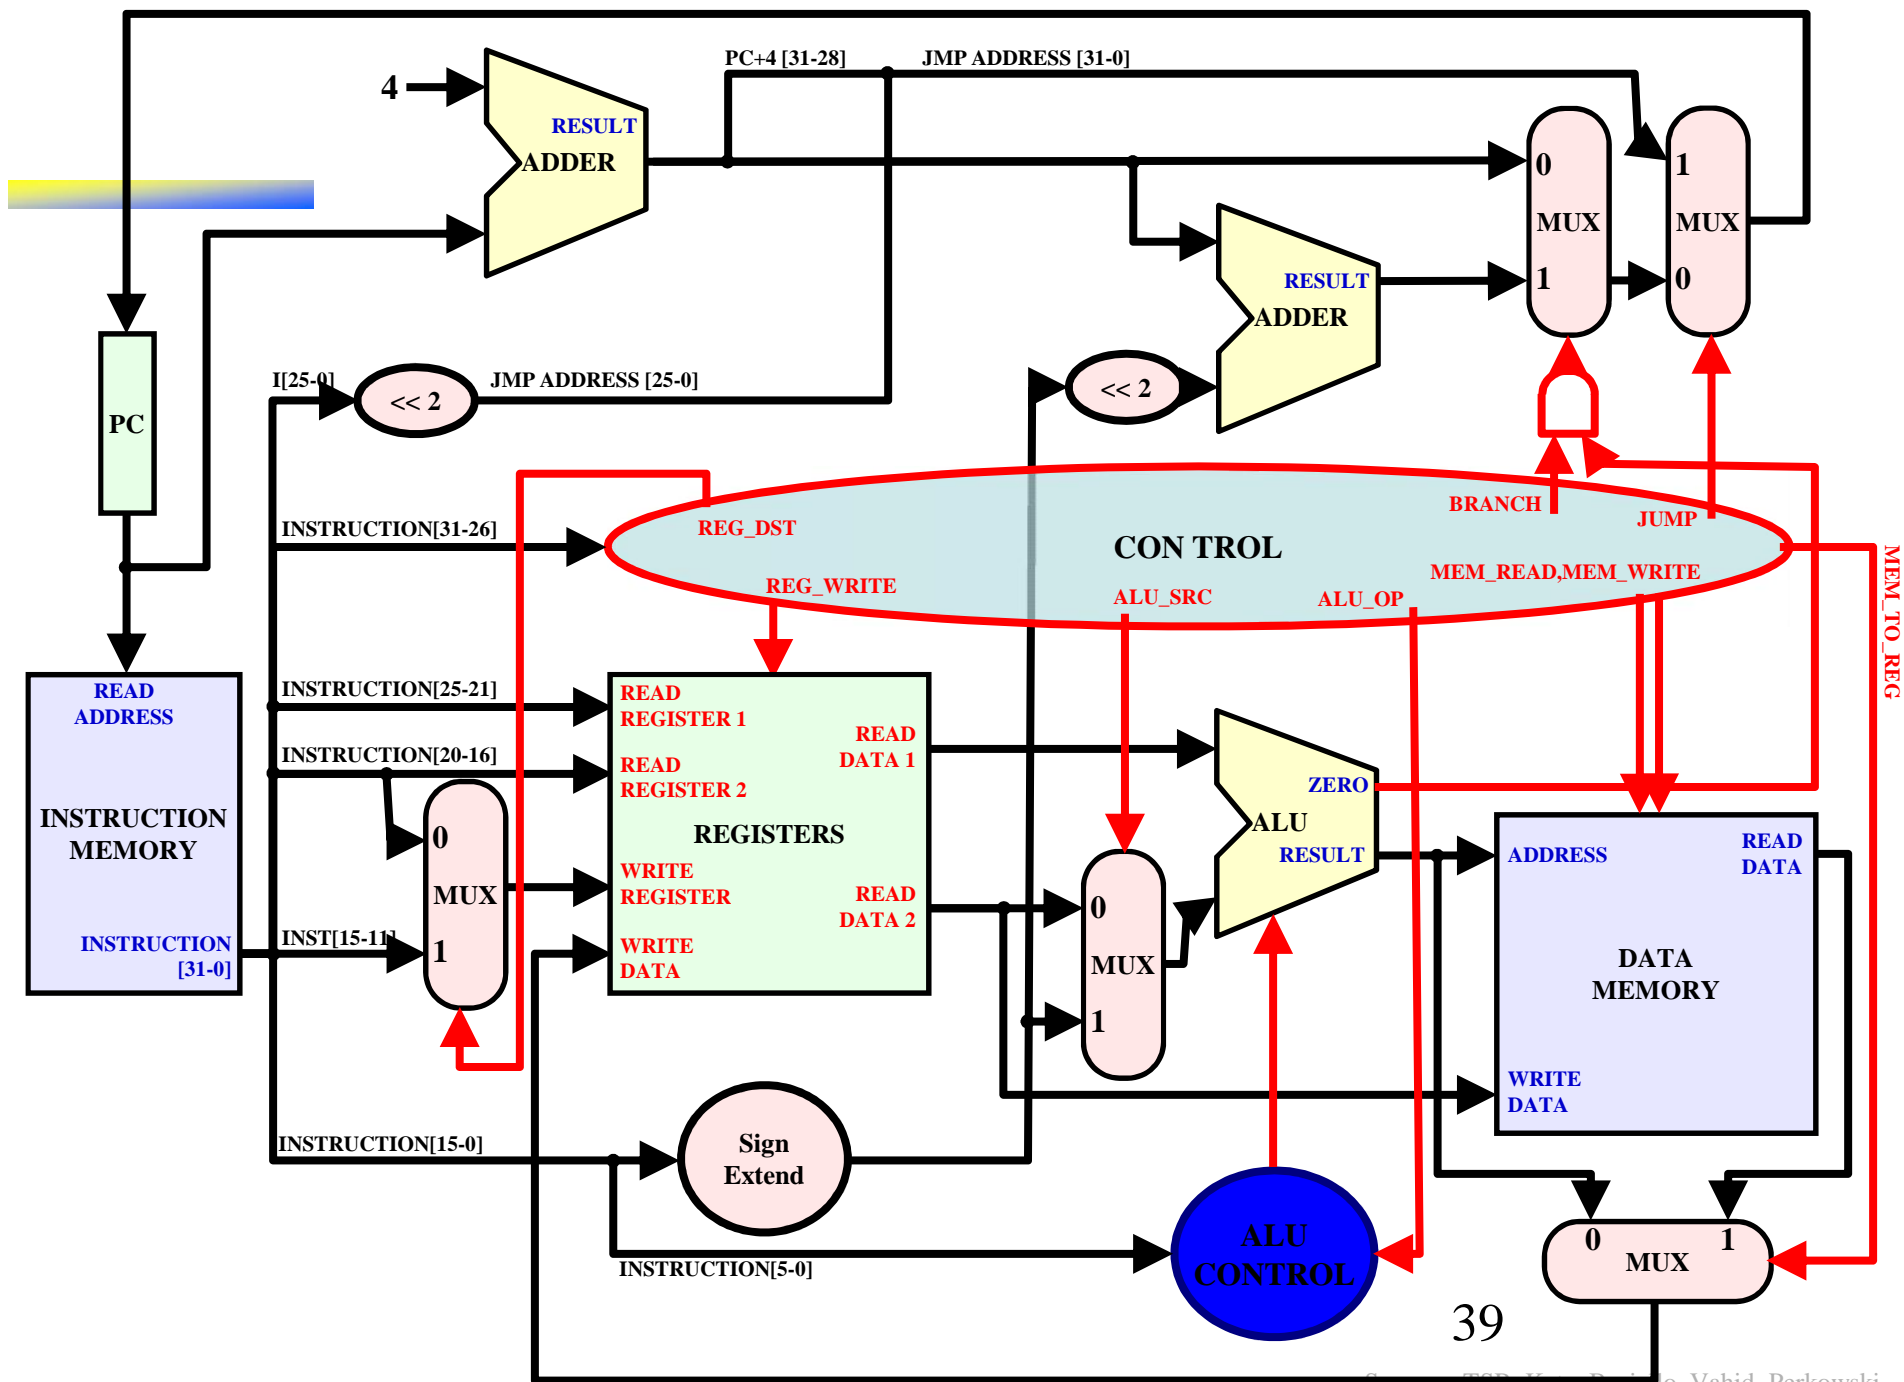 PC+4 [31-28]
JMP ADDRESS [31-0]
4
RESULT
ADDER
0
MUX
1
1
MUX
0
RESULT
ADDER
I[25-0]
<< 2
JMP ADDRESS [25-0]
<< 2
PC
BRANCH
JUMP
INSTRUCTION[31-26]
REG_DST
CON TROL
MEM_READ,MEM_WRITE
REG_WRITE
ALU_SRC
ALU_OP
MEM_TO_REG
READ
ADDRESS
INSTRUCTION
MEMORY
INSTRUCTION
[31-0]
INSTRUCTION[25-21]
INSTRUCTION[20-16]
0
MUX
1
INST[15-11]
READ
REGISTER 1
READ
REGISTER 2
REGISTERS
WRITE
REGISTER
WRITE
DATA
READ
DATA 1
READ
DATA 2
0
MUX
1
ZERO
ALU
RESULT
ADDRESS
READ
DATA
DATA
MEMORY
WRITE
DATA
INSTRUCTION[15-0]
Sign
Extend
INSTRUCTION[5-0]
ALU
CONTROL
0
1
MUX
39
Vahid, Perkowski